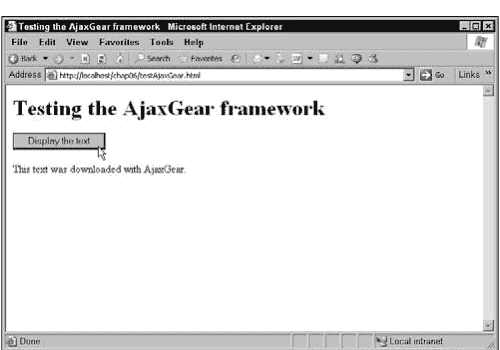 Testing the AjaxGear framework Microsoft Internet Explorer
File Edit View Favorites Tools Help
Back Search Favorites
Address http://localhost/chap06/testAjaxGear.html Go Links »
Testing the AjaxGear framework
Display the text
This text was downloaded with AjaxGear.
Done Local intranet